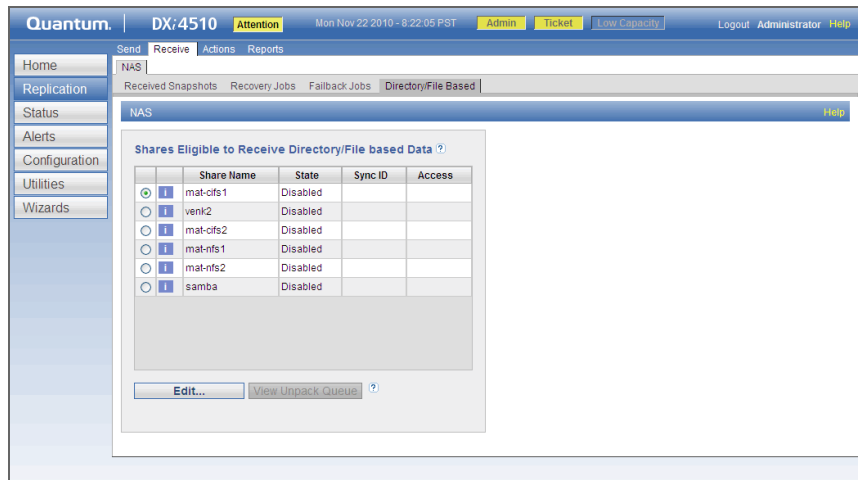 Quantum. DXi4510 Attention Mon Nov 22 2010 - 8:22:05 PST Admin Ticket Low Capacity Logout Administrator Help
Send Receive Actions Reports
Home
NAS
Replication
Received Snapshots Recovery Jobs Failback Jobs Directory/File Based
Status
NAS Help
Alerts
Configuration
Utilities
Wizards
Shares Eligible to Receive Directory/File based Data ?
Share Name State Sync ID Access
i mat-cifs1 Disabled
i venk2 Disabled
i mat-cifs2 Disabled
i mat-nfs1 Disabled
i mat-nfs2 Disabled
i samba Disabled
Edit... View Unpack Queue ?